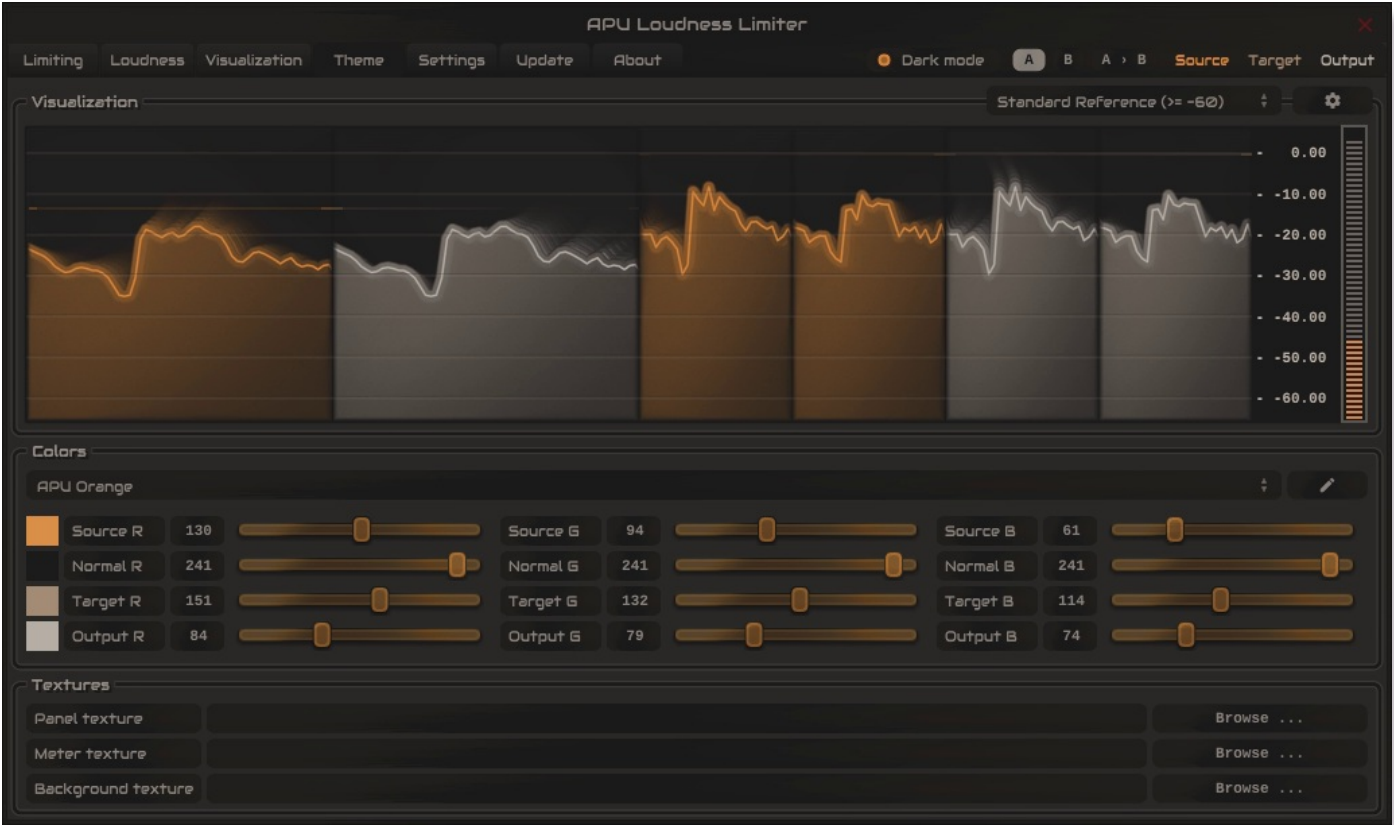 APU Loudness Limiter
Limiting Loudness Visualization Theme Settings Update About Dark mode A B A › B Source Target Output
Visualization Standard Reference (>= -60)
- 0.00
- -10.00
- -20.00
- -30.00
- -40.00
- -50.00
- -60.00
Colors
APU Orange
Source R 130 Source G 94 Source B 61
Normal R 241 Normal G 241 Normal B 241
Target R 151 Target G 132 Target B 114
Output R 84 Output G 79 Output B 74
Textures
Panel texture Browse ...
Meter texture Browse ...
Background texture Browse ...